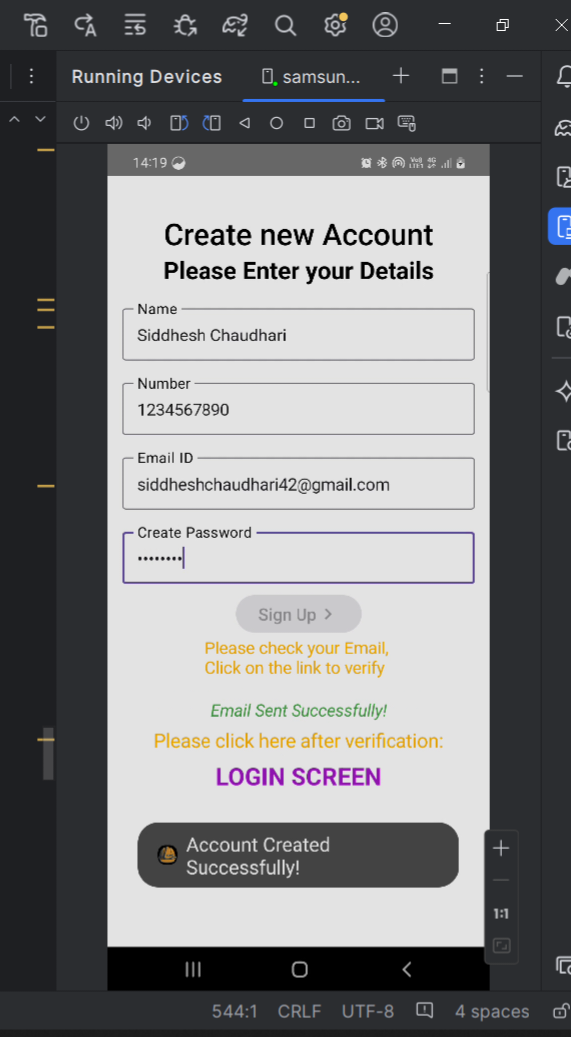 Running Devices
samsun...
14:19
Vo))
4G
LTE1
Create new Account
Please Enter your Details
Name
Siddhesh Chaudhari
Number
1234567890
Email ID
siddheshchaudhari42@gmail.com
Create Password
••••••••
Sign Up >
Please check your Email,
Click on the link to verify
Email Sent Successfully!
Please click here after verification:
LOGIN SCREEN
Account Created
Successfully!
1:1
544:1 CRLF UTF-8 4 spaces